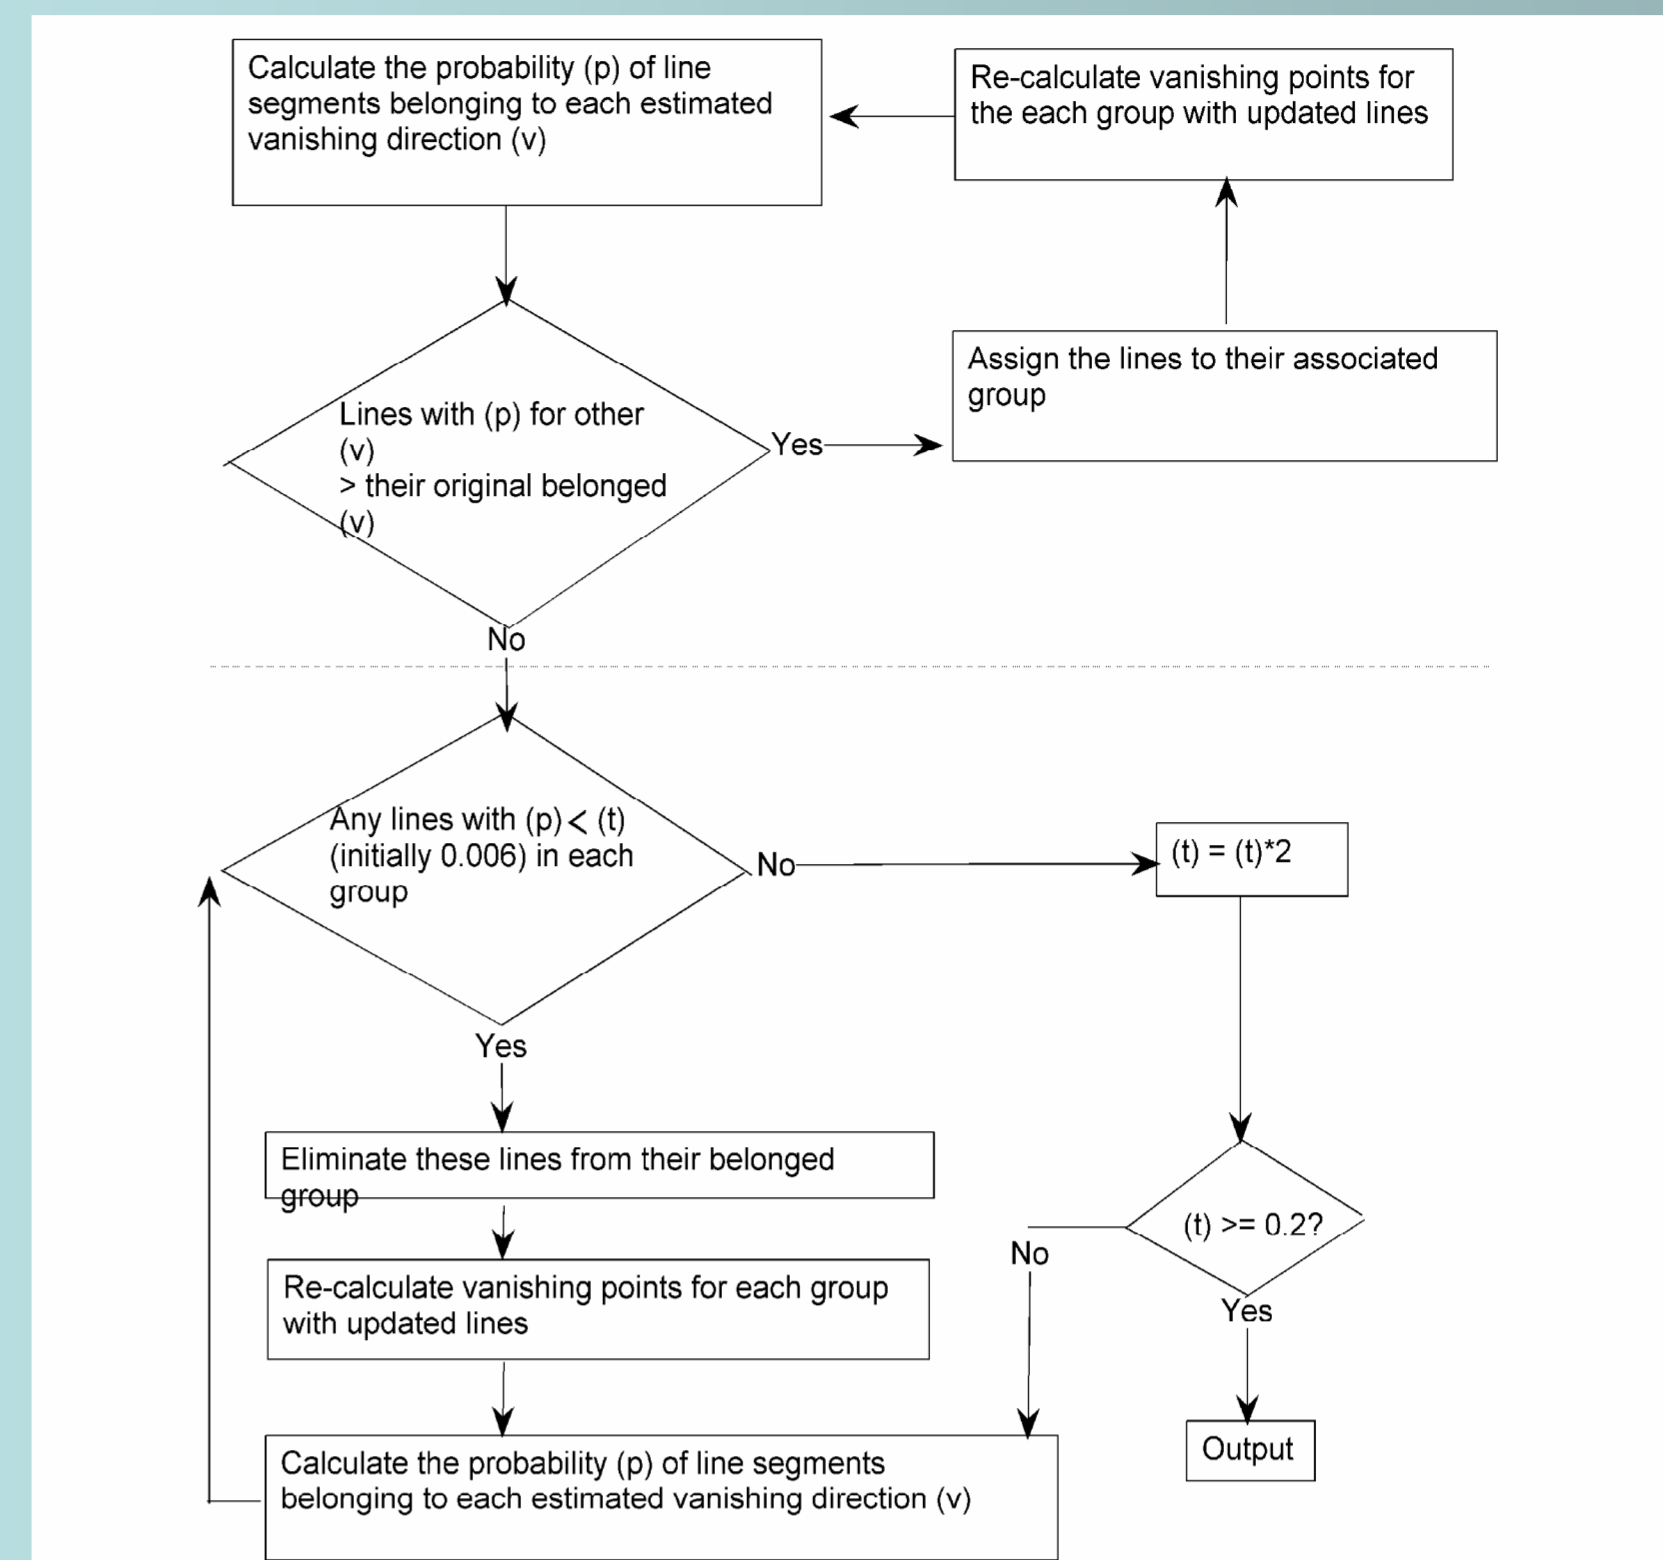 Calculate the probability (p) of line
segments belonging to each estimated
vanishing direction (v)
Re-calculate vanishing points for
the each group with updated lines
Assign the lines to their associated
group
Lines with (p) for other
(v)
> their original belonged
(v)
Yes
No
Any lines with (p) < (t)
(initially 0.006) in each
group
No
(t) = (t)*2
Yes
Eliminate these lines from their belonged
group
Re-calculate vanishing points for each group
with updated lines
(t) >= 0.2?
No
Yes
Calculate the probability (p) of line segments
belonging to each estimated vanishing direction (v)
Output